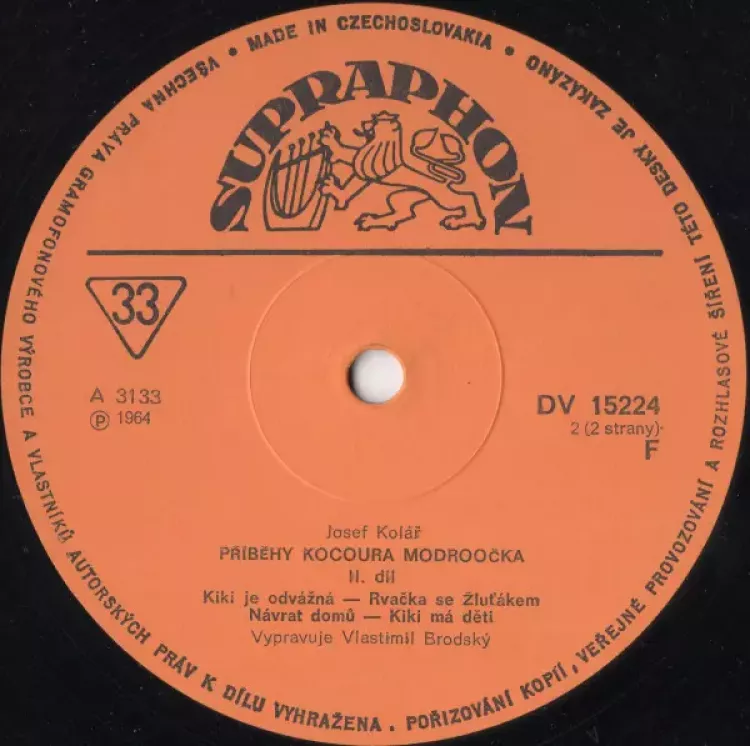 • MADE IN CZECHOSLOVAKIA •
SUPRAPHON
33
A 3133
℗ 1964
DV 15224
2 (2 strany)
F
Josef Kolář
PŘÍBĚHY KOCOURA MODROOČKA
II. díl
Kiki je odvážná — Rvačka se Žluťákem
Návrat domů — Kiki má děti
Vypravuje Vlastimil Brodský
VŠECHNA PRÁVA GRAMOFONOVÉHO VÝROBCE A VLASTNÍKŮ AUTORSKÝCH PRÁV K DÍLU VYHRAŽENA . POŘIZOVÁNÍ KOPIÍ , VEŘEJNÉ PROVOZOVÁNÍ A ROZHLASOVÉ ŠÍŘENÍ TÉTO DESKY JE ZAKÁZÁNO